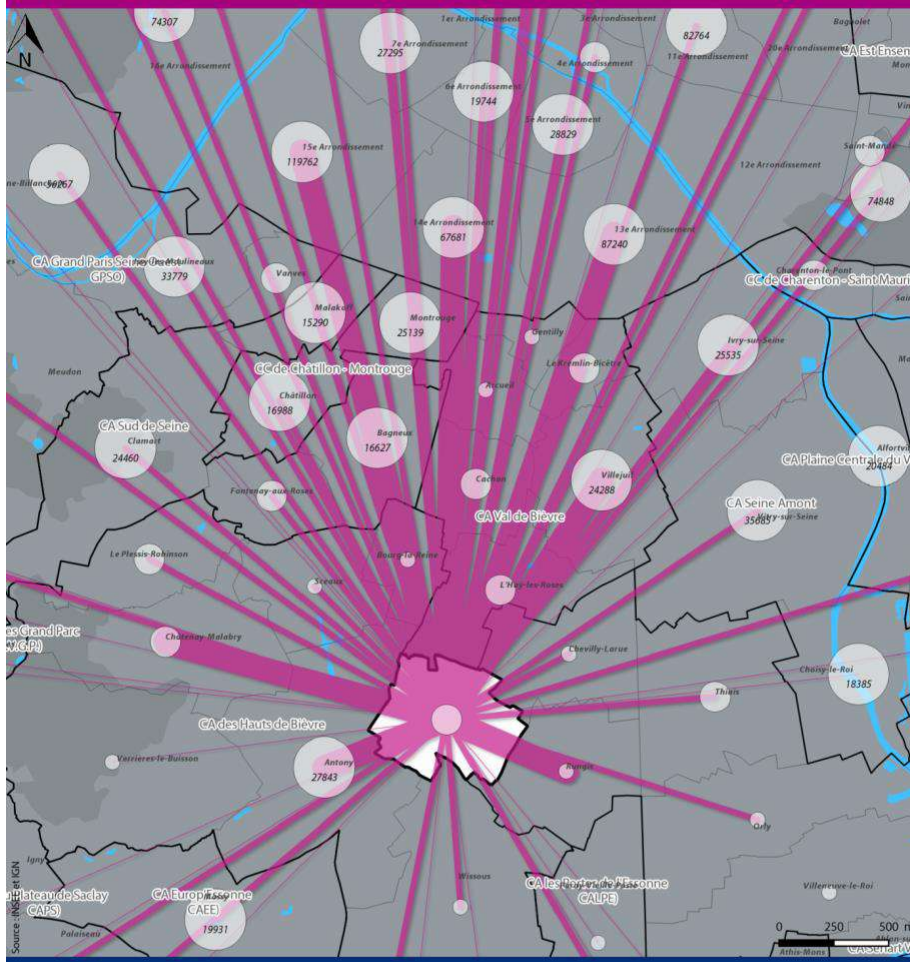 74307
1er Arrondissement
3e Arrondissement
Bagnolet
82764
7e Arrondissement
27295
11e Arrondissement
20e Arrondissement
CA Est Ensem
N
16e Arrondissement
4e Arrondissement
6e Arrondissement
19744
5e Arrondissement
28829
15e Arrondissement
119762
Saint-Mandé
12e Arrondissement
56267
74848
14e Arrondissement
67681
13e Arrondissement
87240
CA Grand Paris Seine Ouest
GPSO)
33779
Vanves
Charenton-le-Pont
CC de Charenton - Saint Mauri
Malakoff
15290
Montrouge
25139
Gentilly
Ivry-sur-Seine
25535
Le Kremlin-Bicêtre
Meudon
CC de Châtillon - Montrouge
Arcueil
Châtillon
16988
CA Sud de Seine
Clamart
24460
Bagneux
16627
Alfortvil
CA Plaine Centrale du V
20484
Villejuif
24288
Cachan
Fontenay-aux-Roses
CA Seine Amont
35685
Vitry-sur-Seine
CA Val de Bièvre
Le Plessis-Robinson
Bourg-la-Reine
Sceaux
L'Haÿ-les-Roses
es Grand Parc
Chatenay-Malabry
Chevilly-Larue
Choisy-le-Roi
18385
Thiais
CA des Hauts de Bièvre
Verrières-le-Buisson
Antony
27843
Rungis
Orly
Igny
Plateau de Saclay
CAPS)
CA Europ'Essonne
CAEE)
19931
Wissous
CA les Portes de l'Essonne
CALPE)
Villeneuve-le-Roi
Palaiseau
0 250 500 m
Athis-Mons
CA Sénart V
Source : INSEE et IGN